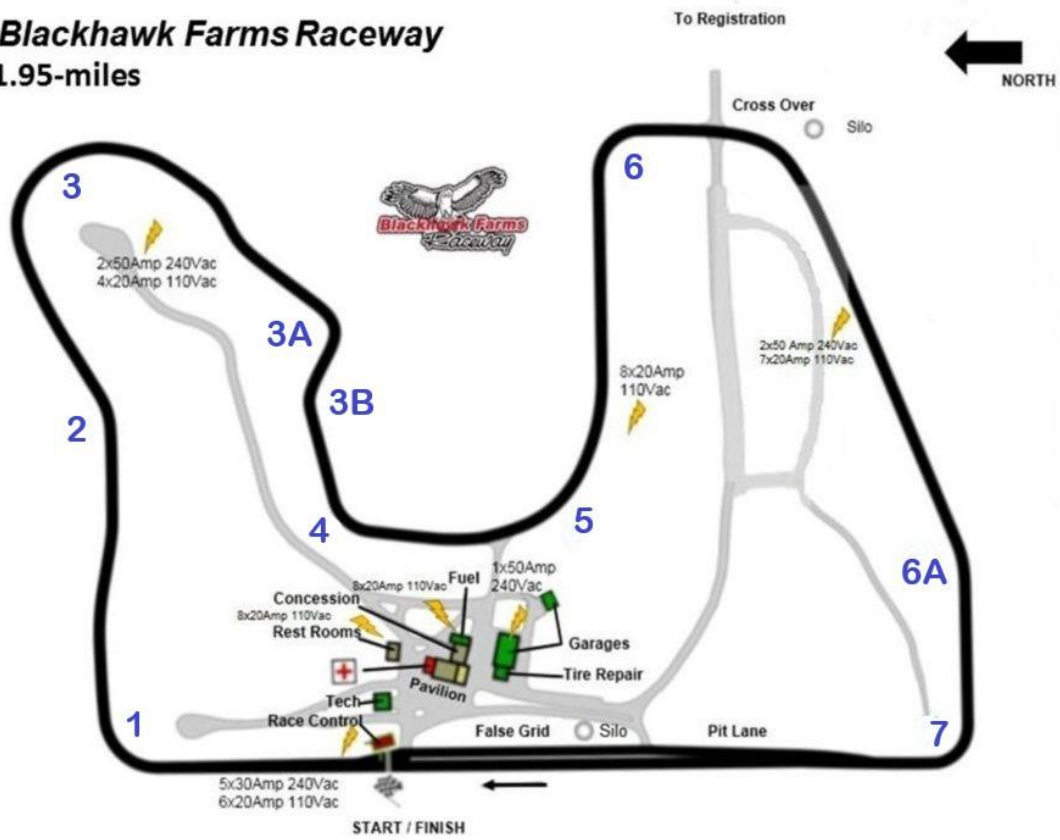 Blackhawk Farms Raceway
1.95-miles
To Registration
NORTH
Cross Over
Silo
3
6
Blackhawk Farms
Raceway
2x50Amp 240Vac
4x20Amp 110Vac
3A
2x50 Amp 240Vac
7x20Amp 110Vac
8x20Amp
110Vac
3B
2
4
5
1x50Amp
240Vac
Fuel
8x20Amp 110Vac
6A
Concession
8x20Amp 110Vac
Rest Rooms
Garages
Tire Repair
Pavilion
Tech
Race Control
1
False Grid
Silo
Pit Lane
7
5x30Amp 240Vac
6x20Amp 110Vac
START / FINISH